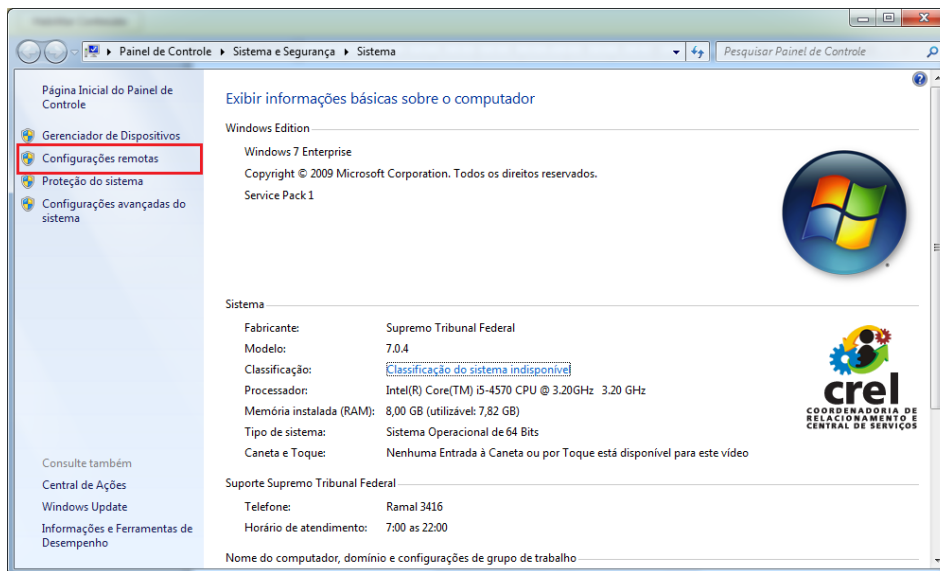 Painel de Controle ▸ Sistema e Segurança ▸ Sistema
Pesquisar Painel de Controle
Página Inicial do Painel de
Controle
Gerenciador de Dispositivos
Configurações remotas
Proteção do sistema
Configurações avançadas do
sistema
Consulte também
Central de Ações
Windows Update
Informações e Ferramentas de
Desempenho
Exibir informações básicas sobre o computador
Windows Edition
Windows 7 Enterprise
Copyright © 2009 Microsoft Corporation. Todos os direitos reservados.
Service Pack 1
Sistema
Fabricante: Supremo Tribunal Federal
Modelo: 7.0.4
Classificação: Classificação do sistema indisponível
Processador: Intel(R) Core(TM) i5-4570 CPU @ 3.20GHz 3.20 GHz
Memória instalada (RAM): 8,00 GB (utilizável: 7,82 GB)
Tipo de sistema: Sistema Operacional de 64 Bits
Caneta e Toque: Nenhuma Entrada à Caneta ou por Toque está disponível para este vídeo
crel
COORDENADORIA DE
RELACIONAMENTO E
CENTRAL DE SERVIÇOS
Suporte Supremo Tribunal Federal
Telefone: Ramal 3416
Horário de atendimento: 7:00 as 22:00
Nome do computador, domínio e configurações de grupo de trabalho